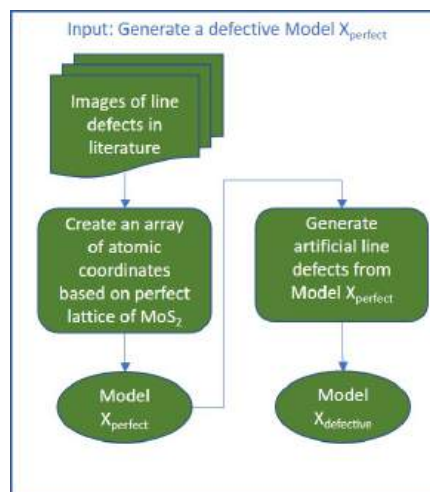 Input: Generate a defective Model Xperfect
Images of line
defects in
literature
Create an array
of atomic
coordinates
based on perfect
lattice of MoS2
Model
Xperfect
Generate
artificial line
defects from
Model Xperfect
Model
Xdefective